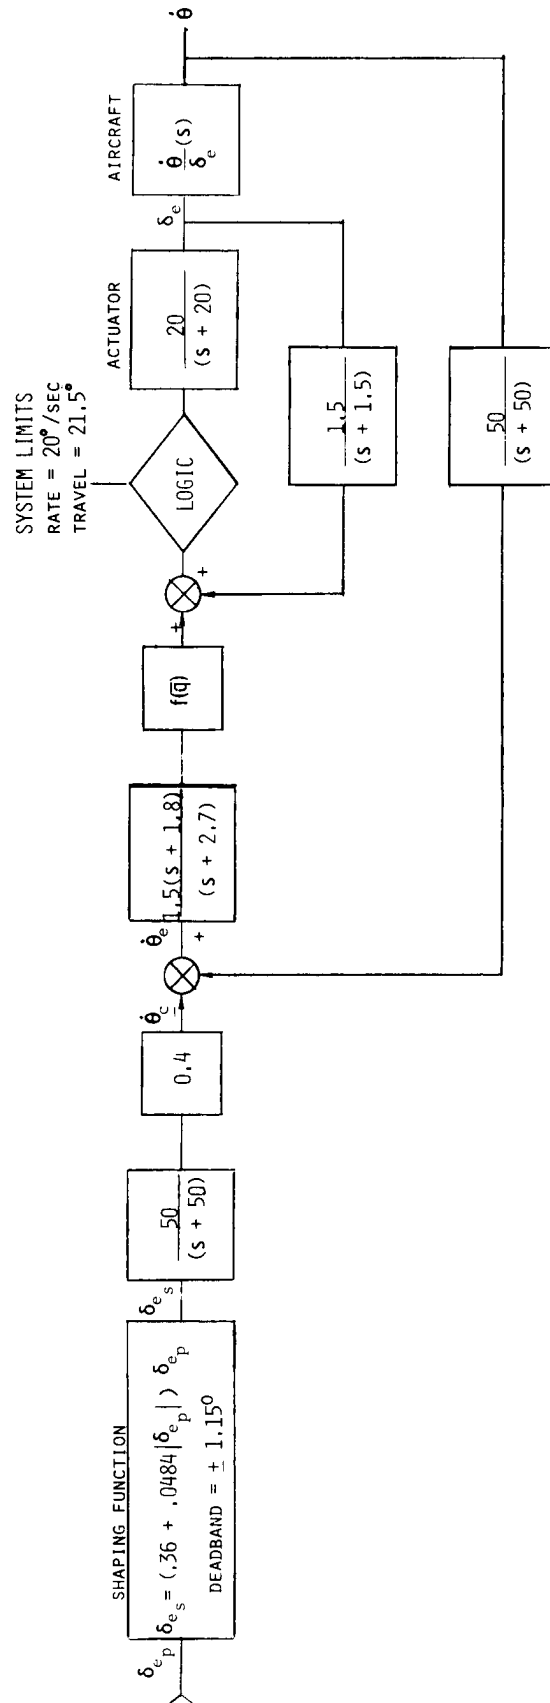 δep
SHAPING FUNCTION
δes = (.36 + .0484|δep|) δep
DEADBAND = ± 1.15°
δes
50
(s + 50)
0.4
θ̇c
−
θ̇e
+
1.5(s + 1.8)
(s + 2.7)
f(q̄)
+
+
SYSTEM LIMITS
RATE = 20°/SEC
TRAVEL = 21.5°
LOGIC
ACTUATOR
20
(s + 20)
δe
AIRCRAFT
θ̇
δe
(s)
θ̇
1.5
(s + 1.5)
50
(s + 50)